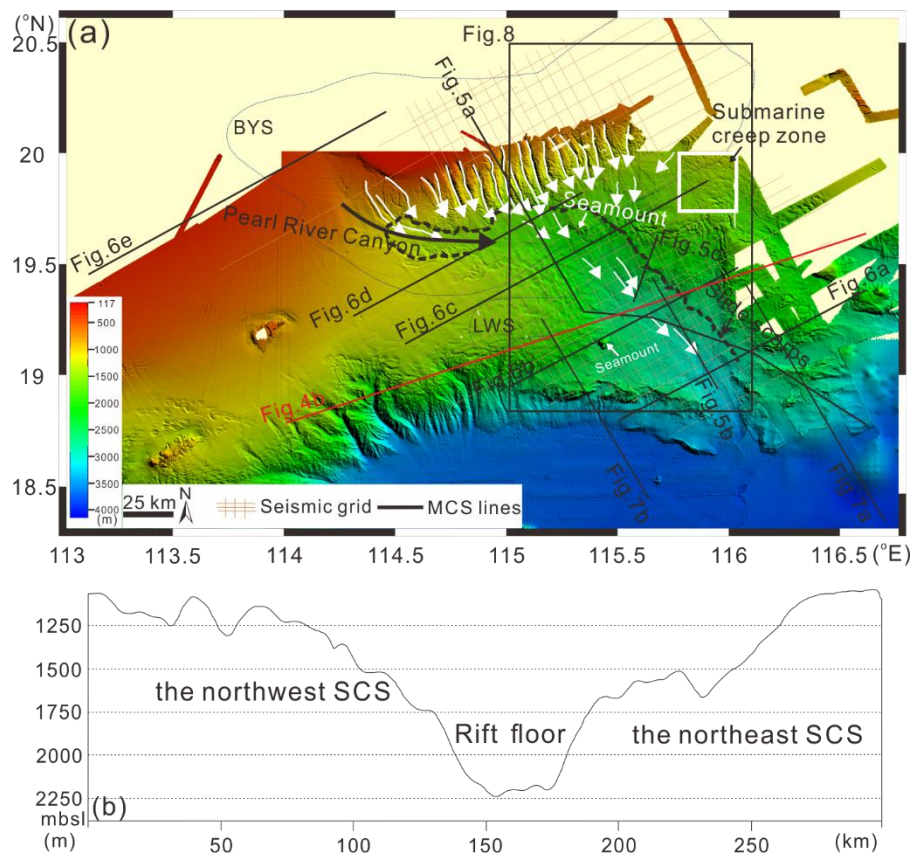 (°N)
(a)
20.5
20
19.5
19
18.5
Fig.8
Fig.5a
BYS
Submarine
creep zone
Fig.6e
Pearl River Canyon
Seamount
Fig.5c
Fig.6a
Slide scarps
Fig.6d
Fig.6c
LWS
Seamount
Fig.4b
Fig.5b
Fig.7b
Fig.7a
117
500
1000
1500
2000
2500
3000
3500
4000
(m)
25 km
N
Seismic grid
MCS lines
113 113.5 114 114.5 115 115.5 116 116.5 (°E)
1250
1500
the northwest SCS
1750
Rift floor
the northeast SCS
2000
2250
mbsl
(b)
(m) 50 100 150 200 250 (km)